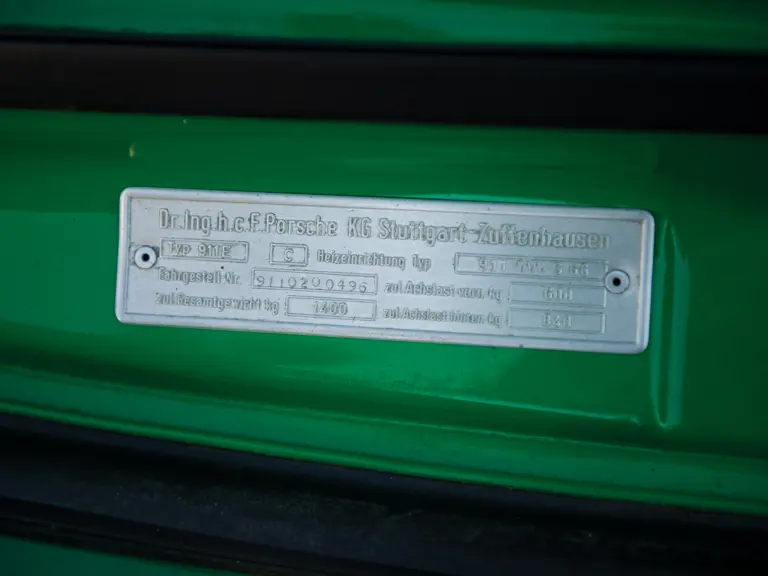 Dr. Ing. h. c. F. Porsche KG Stuttgart-Zuffenhausen
Typ 911E C Heizeinrichtung Typ
Fahrgestell Nr. 9110200496 zul. Achslast vorn kg
zul. Gesamtgewicht kg 1400 zul. Achslast hinten kg